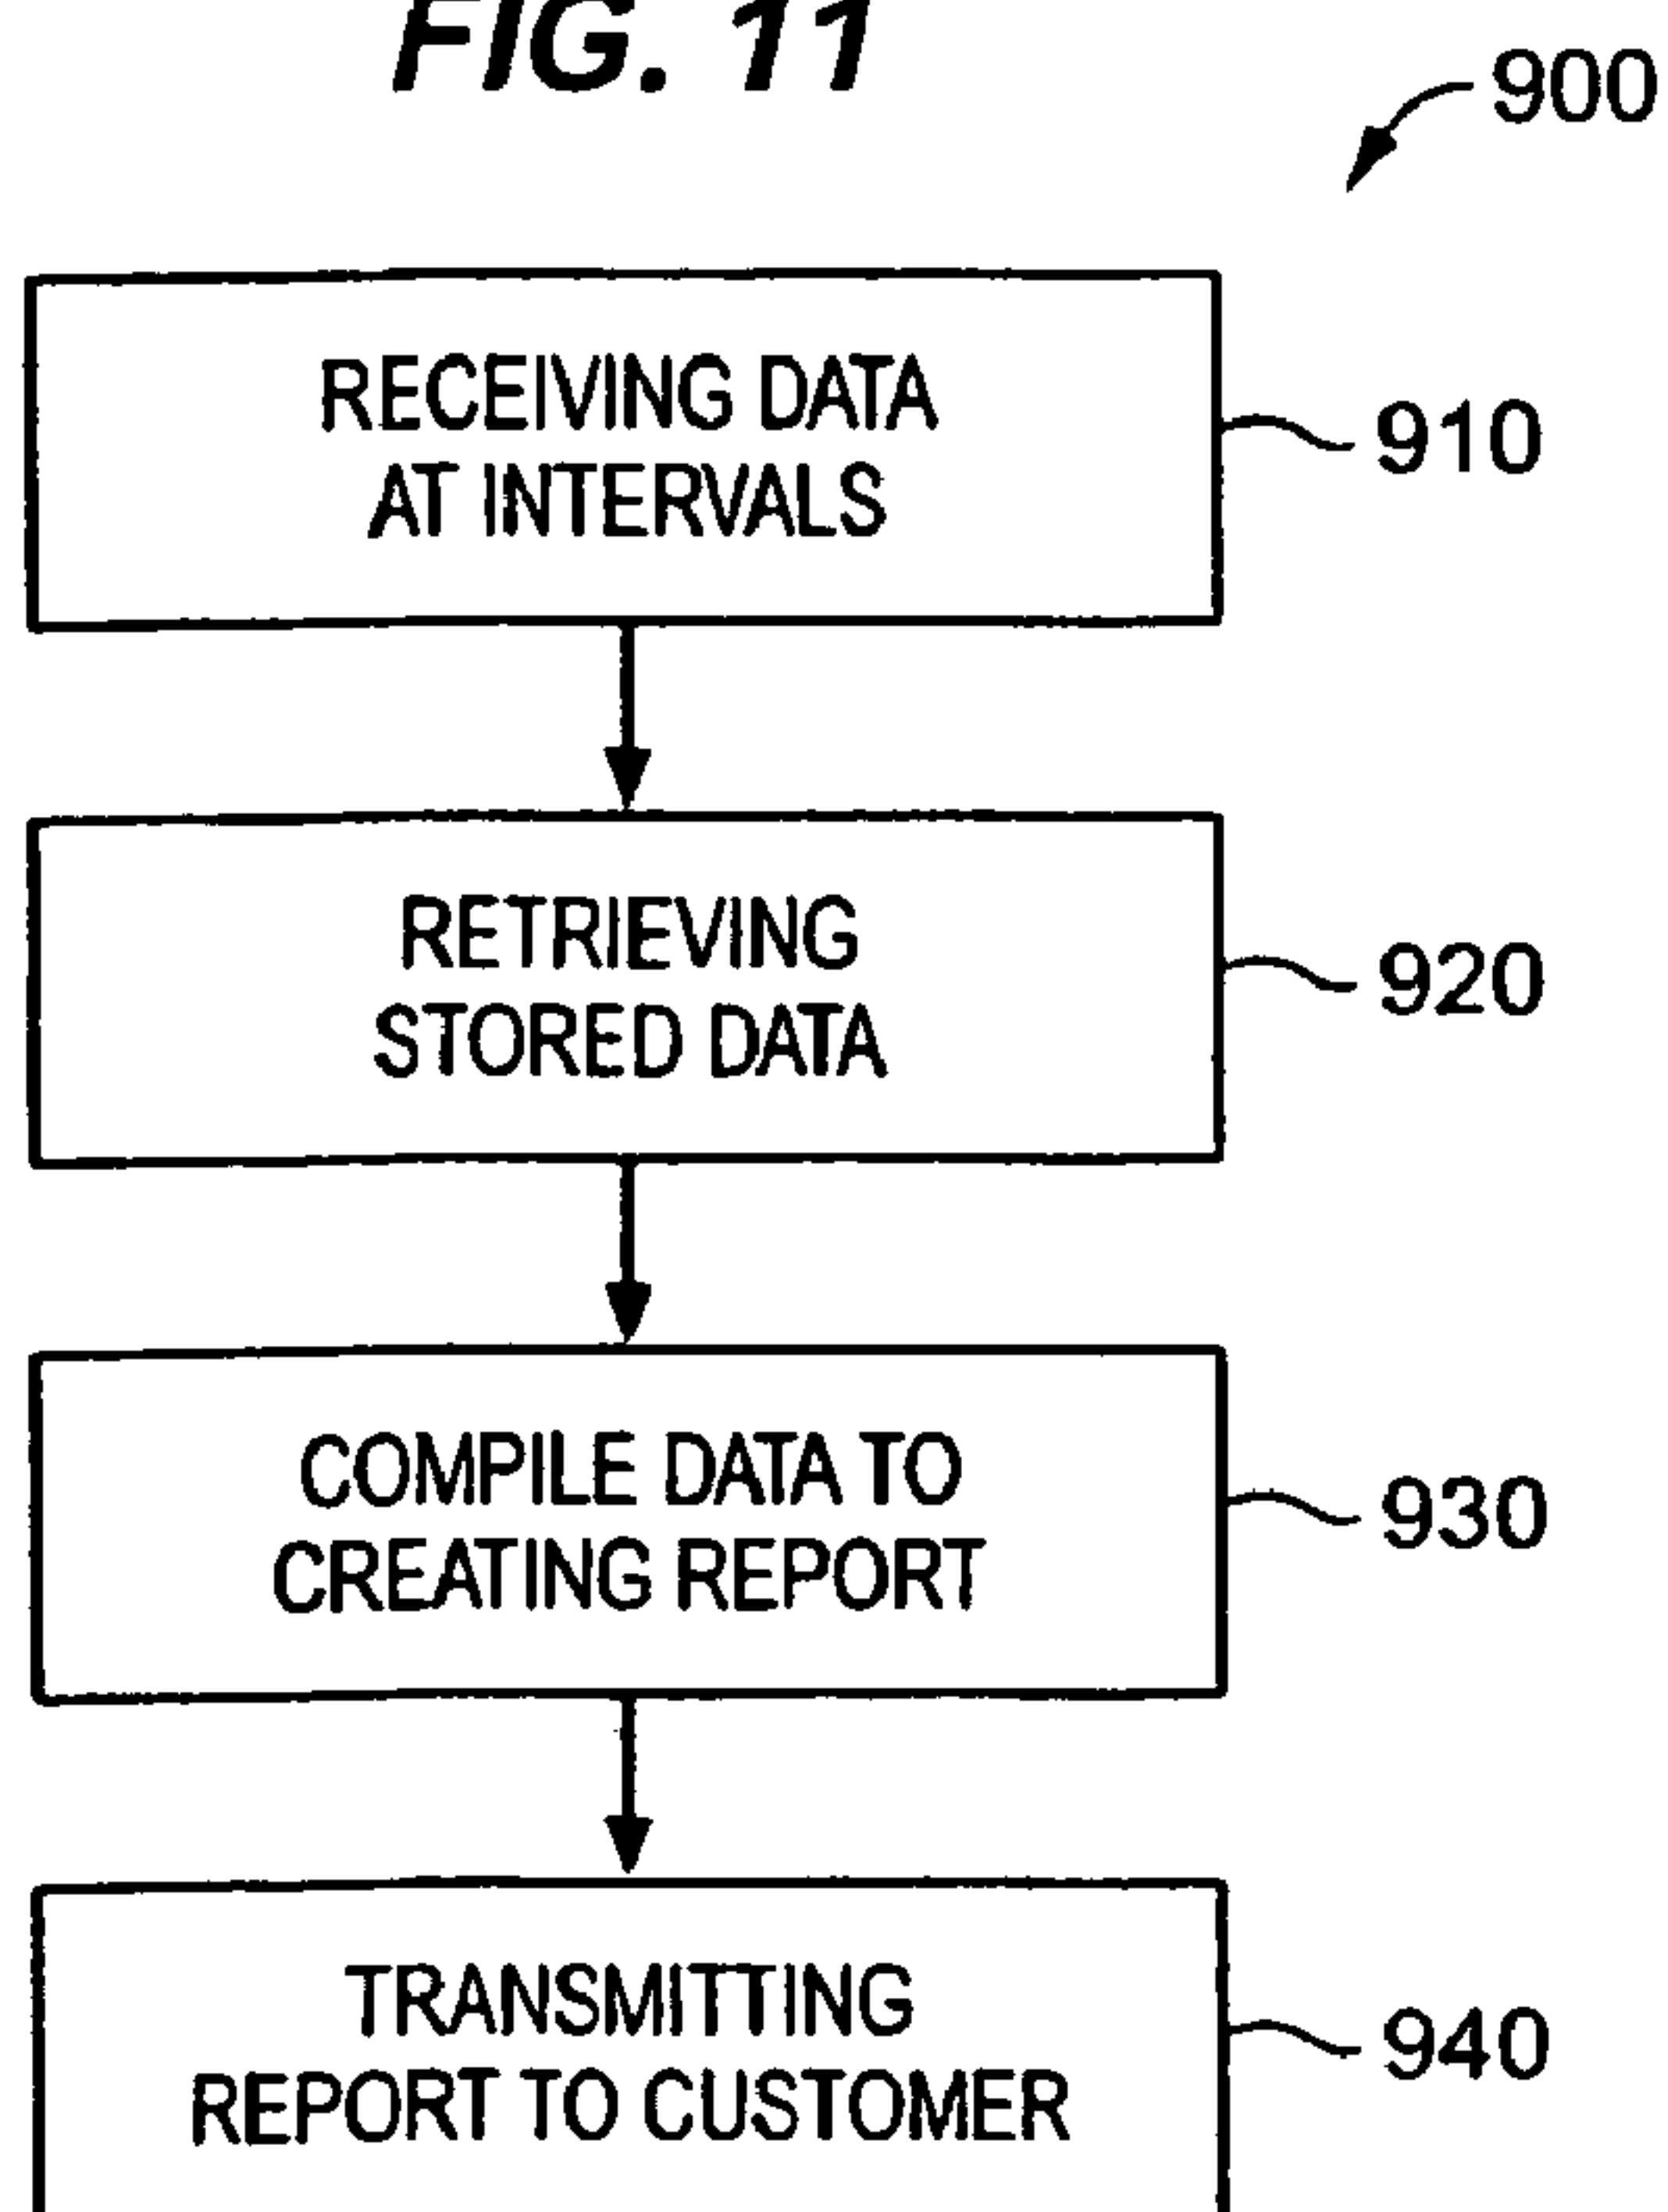 FIG. 11
900
RECEIVING DATA
AT INTERVALS
910
RETRIEVING
STORED DATA
920
COMPILE DATA TO
CREATING REPORT
930
TRANSMITTING
REPORT TO CUSTOMER
940